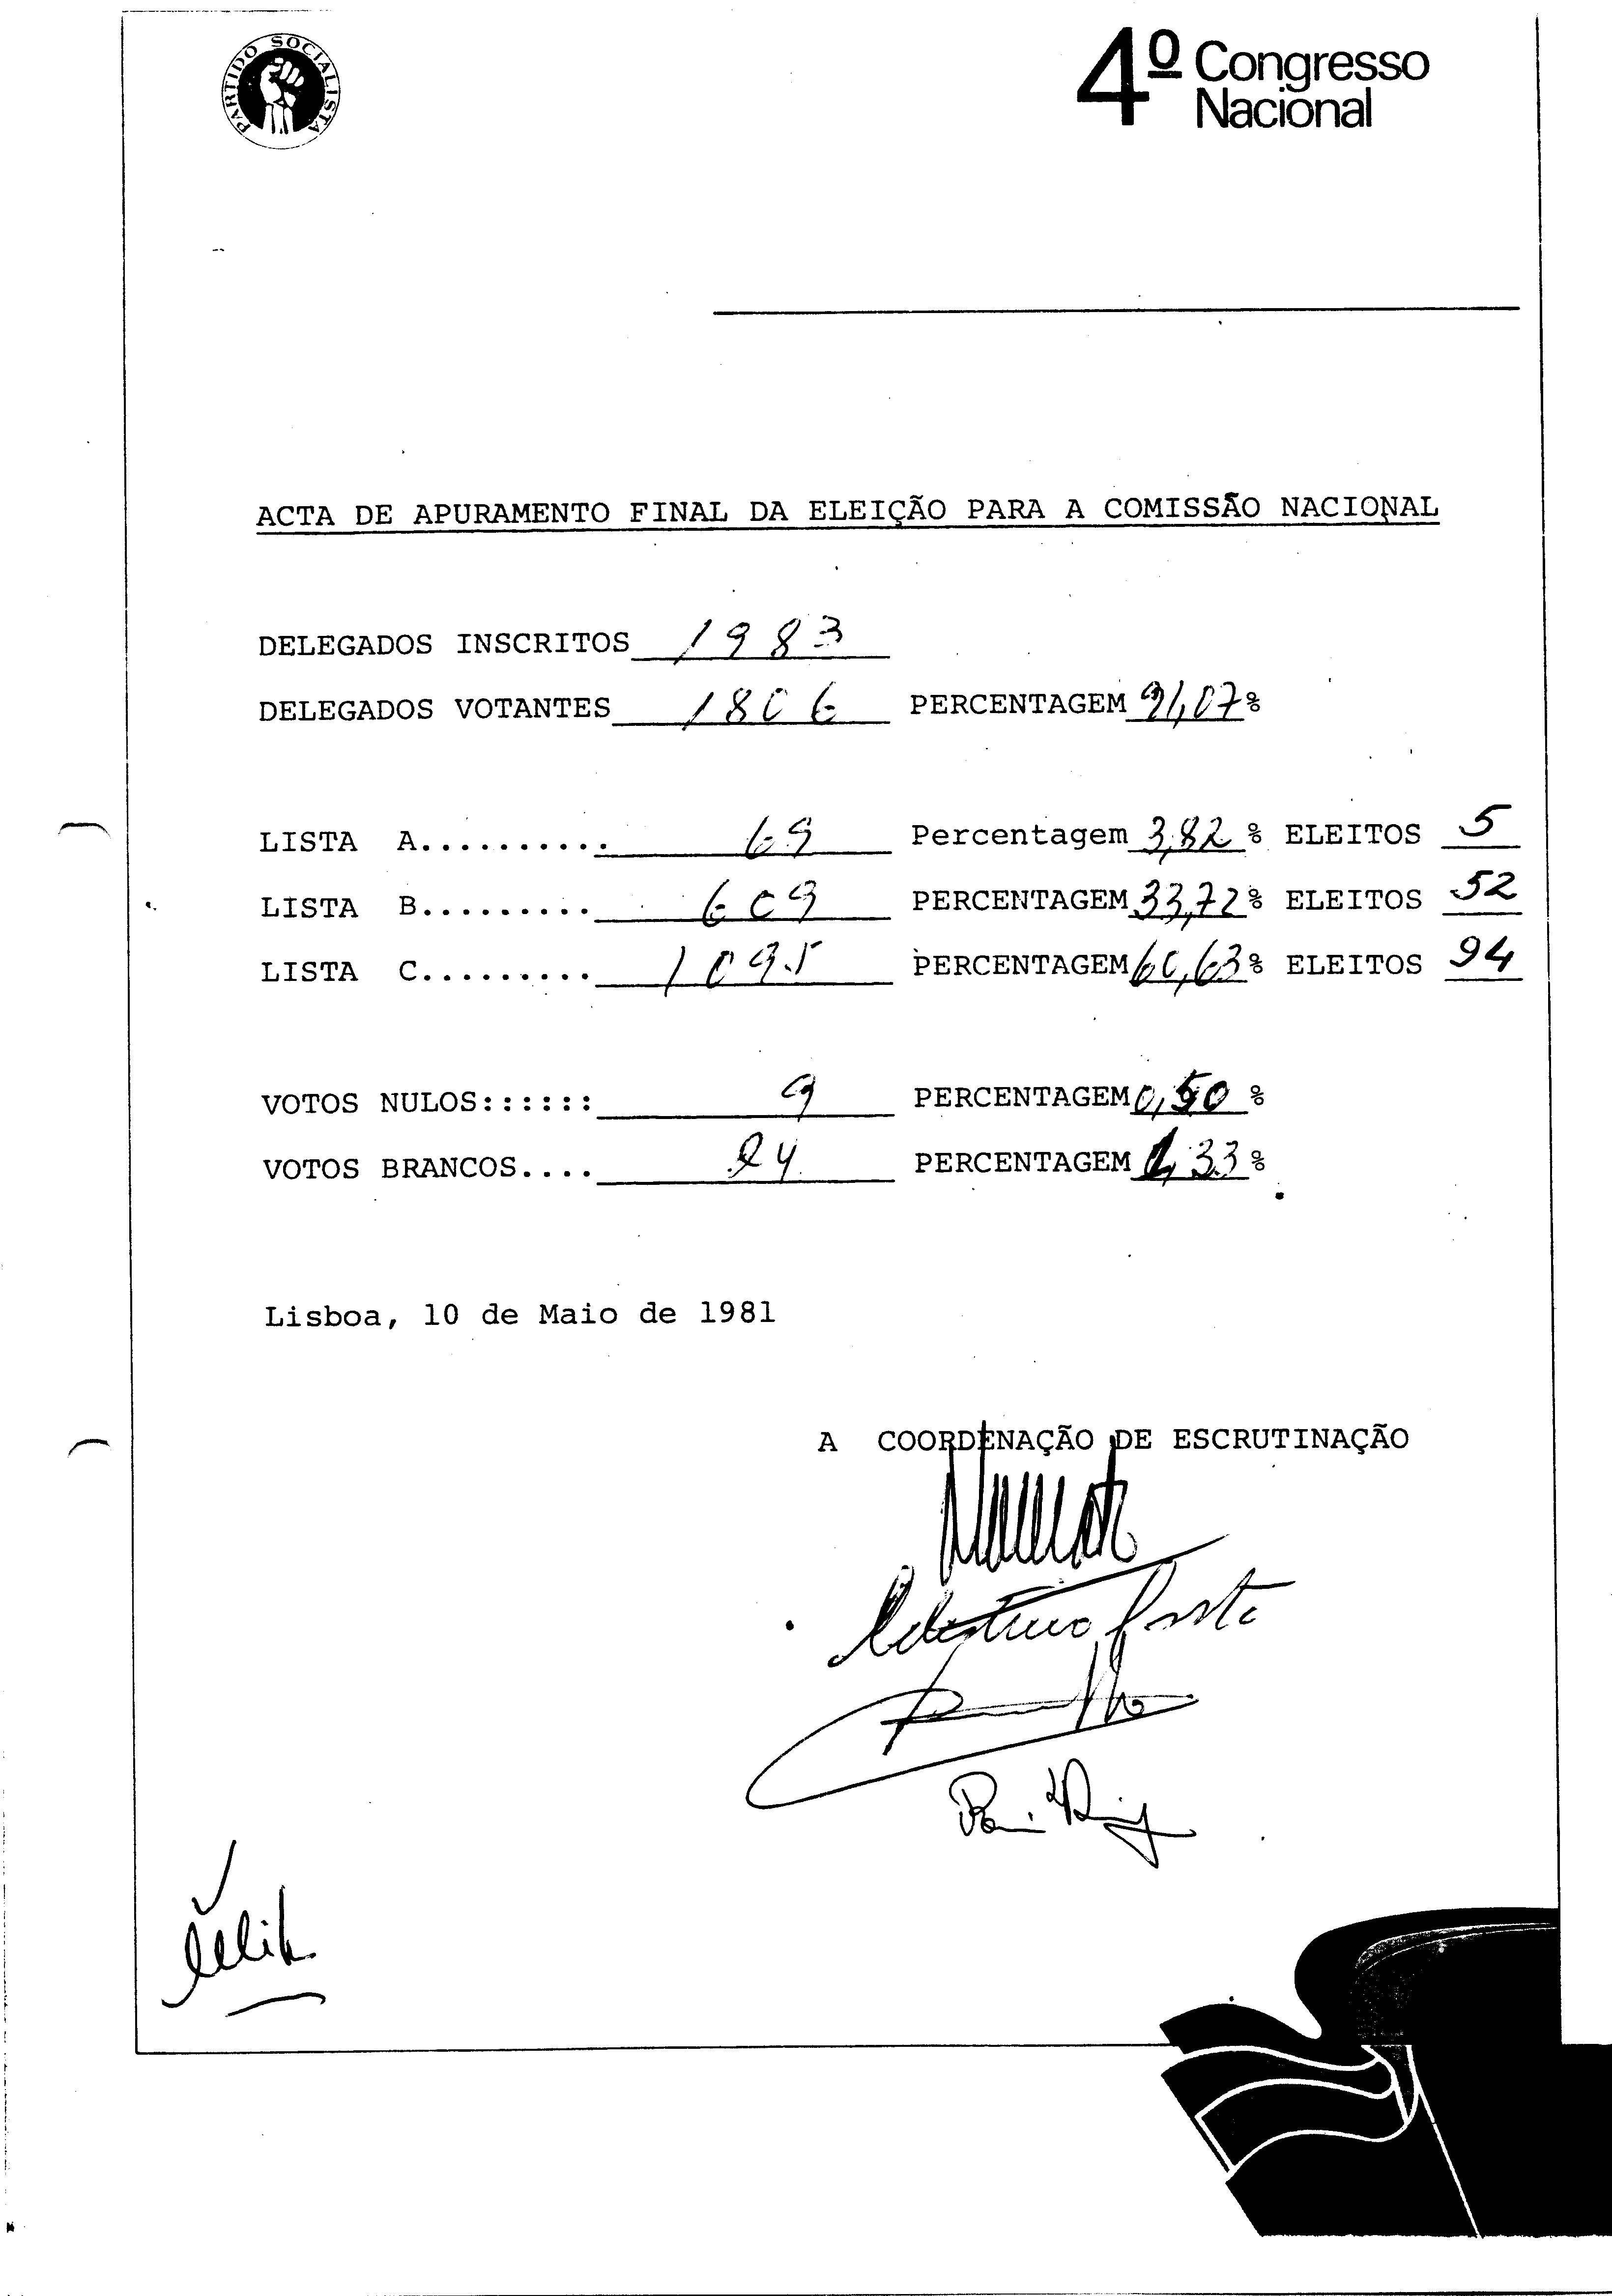 PARTIDO SOCIALISTA
4º Congresso
Nacional
ACTA DE APURAMENTO FINAL DA ELEIÇÃO PARA A COMISSÃO NACIONAL
DELEGADOS INSCRITOS 1983
DELEGADOS VOTANTES 1806 PERCENTAGEM 91,07%
LISTA A.......... 69 Percentagem 3,82 % ELEITOS 5
LISTA B......... 609 PERCENTAGEM 33,72% ELEITOS 52
LISTA C......... 1095 PERCENTAGEM 60,63% ELEITOS 94
VOTOS NULOS:::::: 9 PERCENTAGEM 0,50 %
VOTOS BRANCOS.... 24 PERCENTAGEM 1,33%
Lisboa, 10 de Maio de 1981
A COORDENAÇÃO DE ESCRUTINAÇÃO